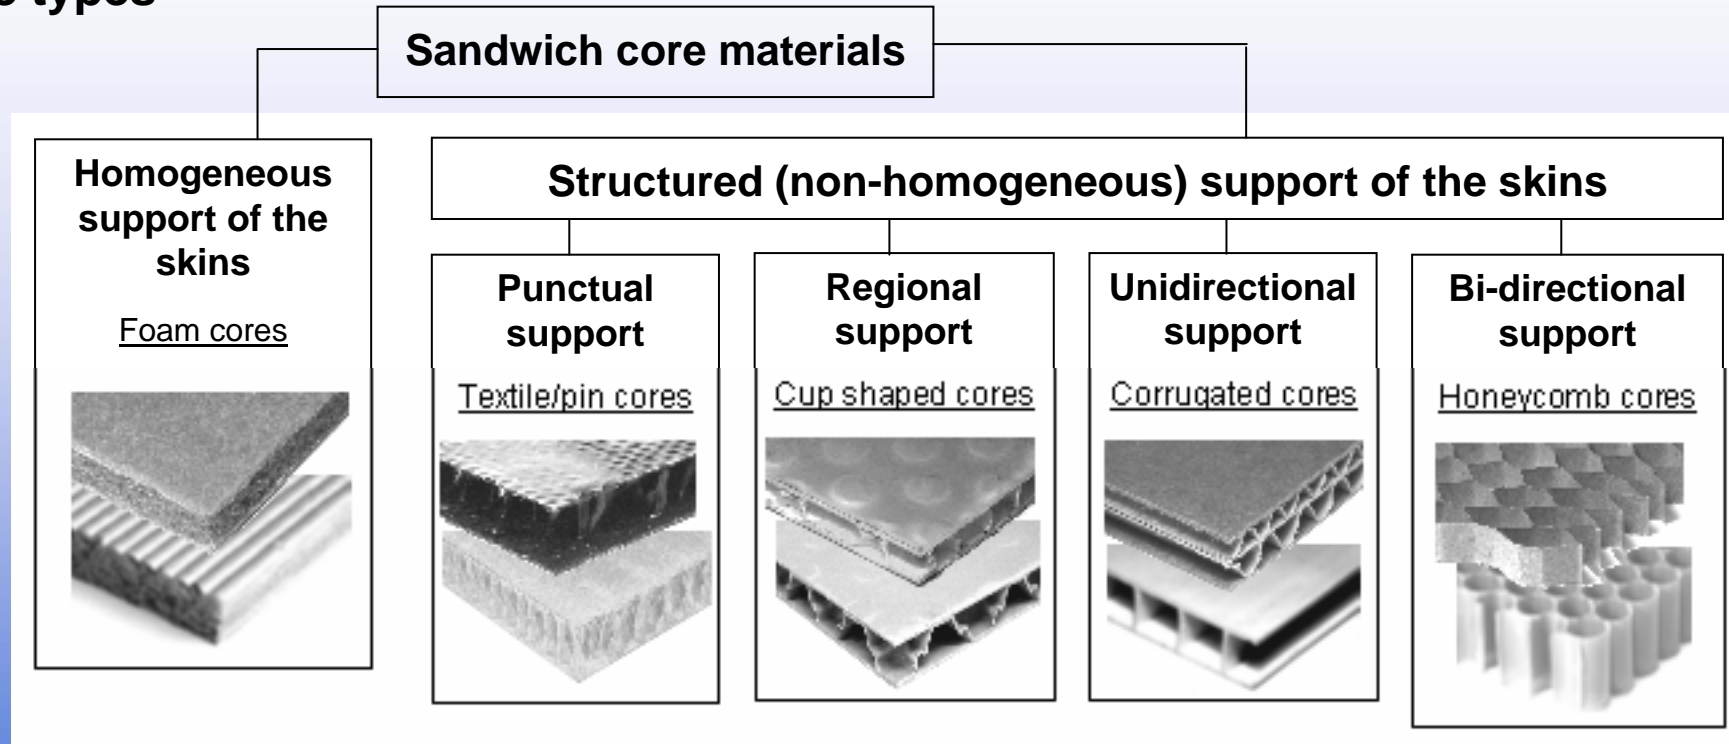 types
Sandwich core materials
Homogeneous
support of the
skins
Foam cores
Structured (non-homogeneous) support of the skins
Punctual
support
Textile/pin cores
Regional
support
Cup shaped cores
Unidirectional
support
Corrugated cores
Bi-directional
support
Honeycomb cores